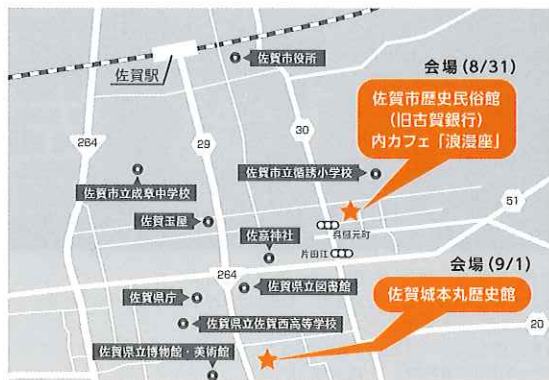 佐賀駅
佐賀市役所
会場(8/31)
佐賀市歴史民俗館
(旧古賀銀行)
内カフェ「浪漫座」
264
29
30
佐賀市立循誘小学校
佐賀市立成章中学校
51
佐賀玉屋
呉服元町
佐嘉神社
片田江
会場(9/1)
264
佐賀県立図書館
佐賀県庁
佐賀城本丸歴史館
佐賀県立佐賀西高等学校
20
佐賀県立博物館・美術館